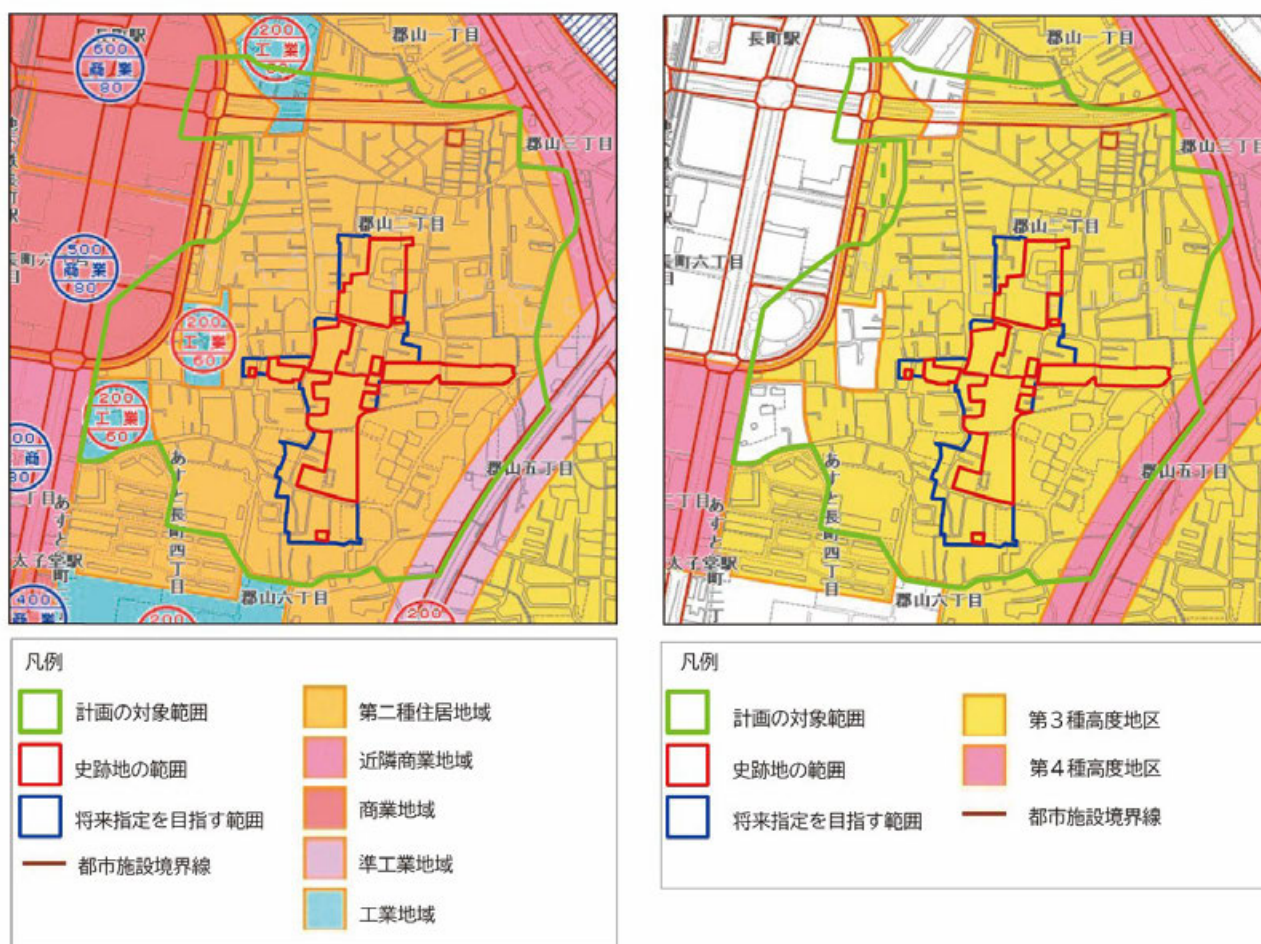 長町駅
600
商業
80
200
工業
郡山一丁目
郡山三丁目
郡山二丁目
長町六
500
商業
80
200
工業
60
200
工業
60
郡山五丁目
あすと長町四丁目
太子堂駅
郡山六丁目
400
商業
200
200
凡例
計画の対象範囲
史跡地の範囲
将来指定を目指す範囲
都市施設境界線
第二種住居地域
近隣商業地域
商業地域
準工業地域
工業地域
長町駅
郡山一丁目
郡山三丁目
郡山二丁目
長町六丁目
郡山五丁目
あすと長町四丁目
太子堂駅
郡山六丁目
凡例
計画の対象範囲
史跡地の範囲
将来指定を目指す範囲
第3種高度地区
第4種高度地区
都市施設境界線